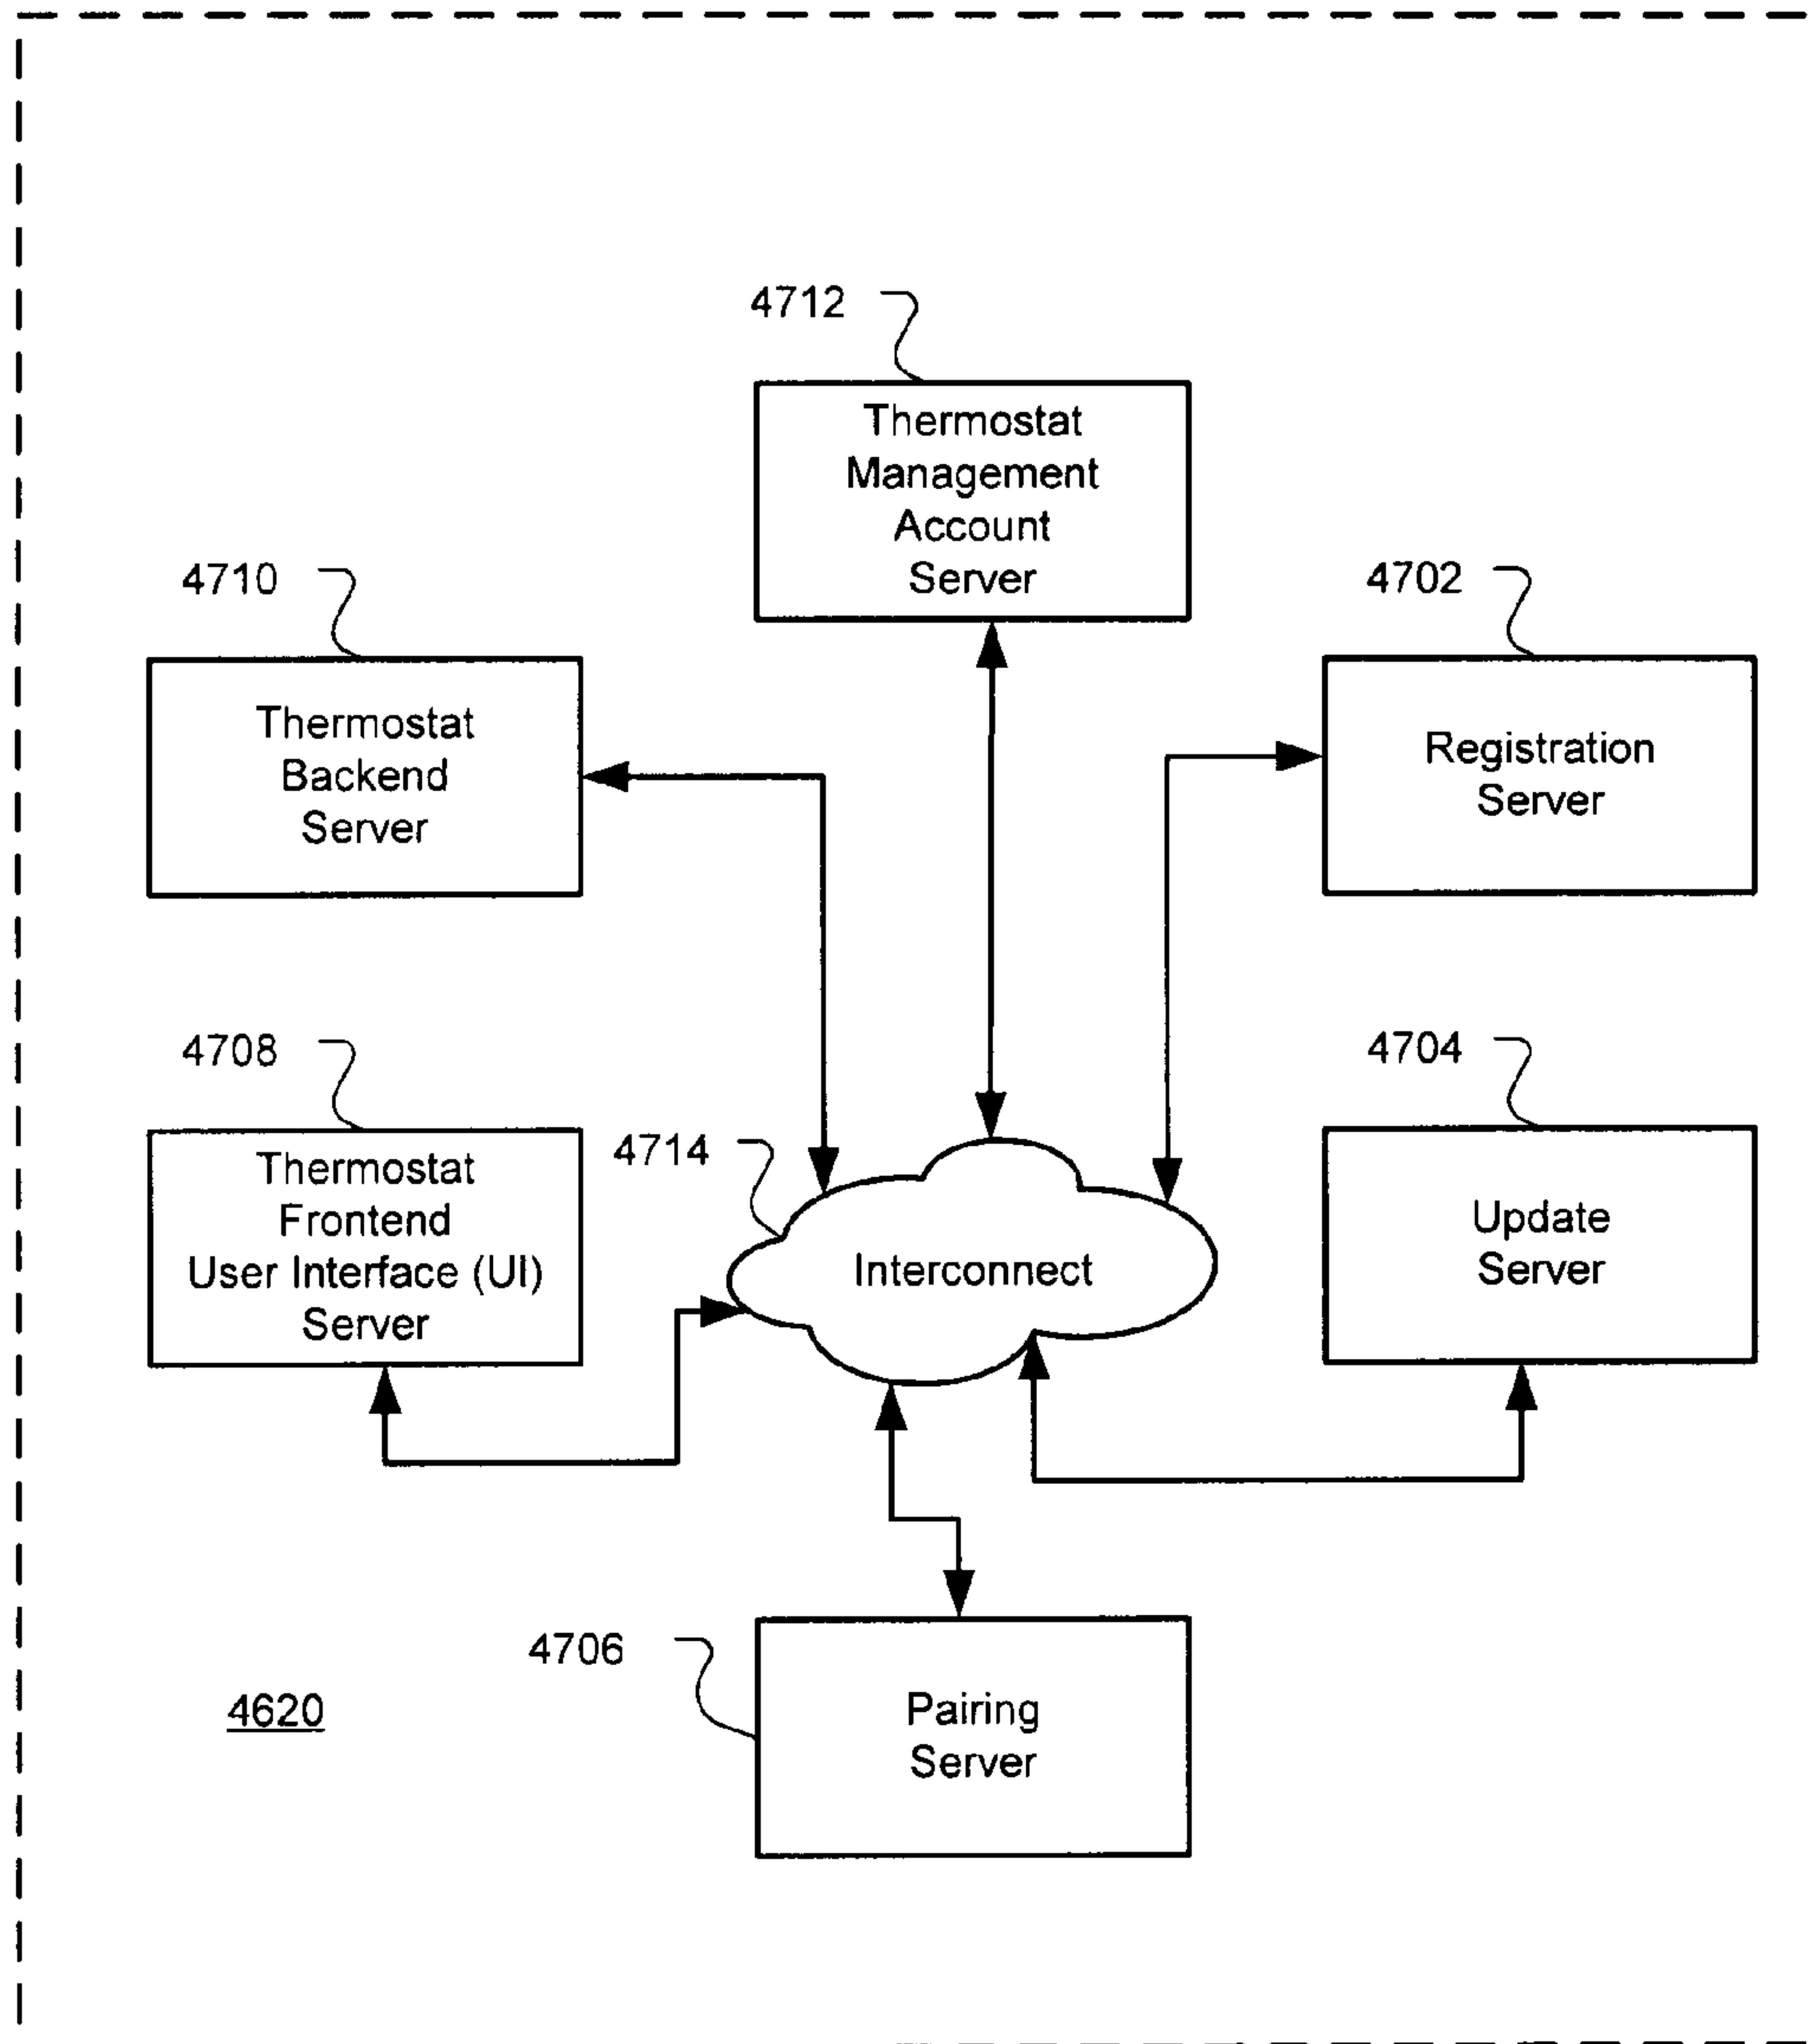 4712
Thermostat
Management
Account
Server
4710
Thermostat
Backend
Server
4702
Registration
Server
4708
Thermostat
Frontend
User Interface (UI)
Server
4714
Interconnect
4704
Update
Server
4706
Pairing
Server
4620